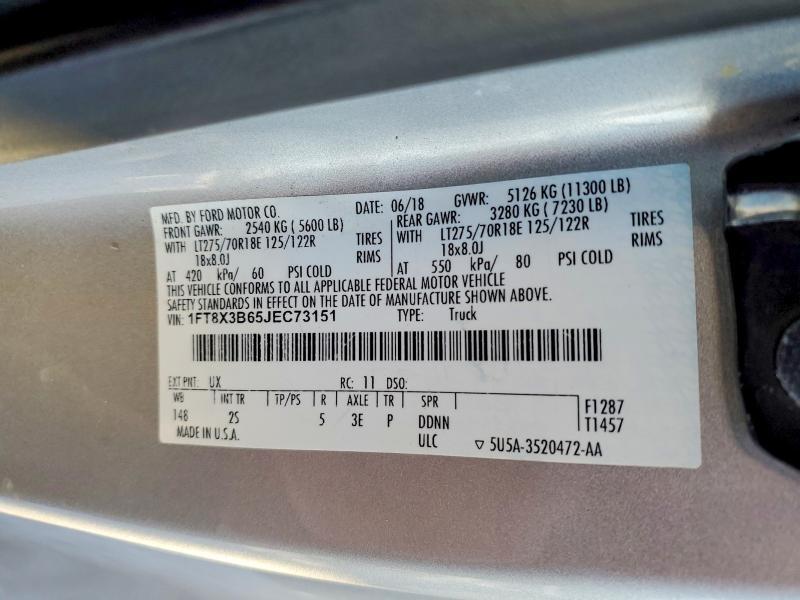 MFD. BY FORD MOTOR CO. DATE: 06/18 GVWR: 5126 KG (11300 LB)
FRONT GAWR: 2540 KG ( 5600 LB) REAR GAWR: 3280 KG ( 7230 LB)
WITH LT275/70R18E 125/122R TIRES WITH LT275/70R18E 125/122R TIRES
18x8.0J RIMS 18x8.0J RIMS
AT 420 kPa/ 60 PSI COLD AT 550 kPa/ 80 PSI COLD
THIS VEHICLE CONFORMS TO ALL APPLICABLE FEDERAL MOTOR VEHICLE
SAFETY STANDARDS IN EFFECT ON THE DATE OF MANUFACTURE SHOWN ABOVE.
VIN: 1FT8X3B65JEC73151 TYPE: Truck
EXT PNT: UX RC: 11 DSO:
WB INT TR TP/PS R AXLE TR SPR F1287
148 2S 5 3E P DDNN T1457
MADE IN U.S.A. ULC ▽ 5U5A-3520472-AA